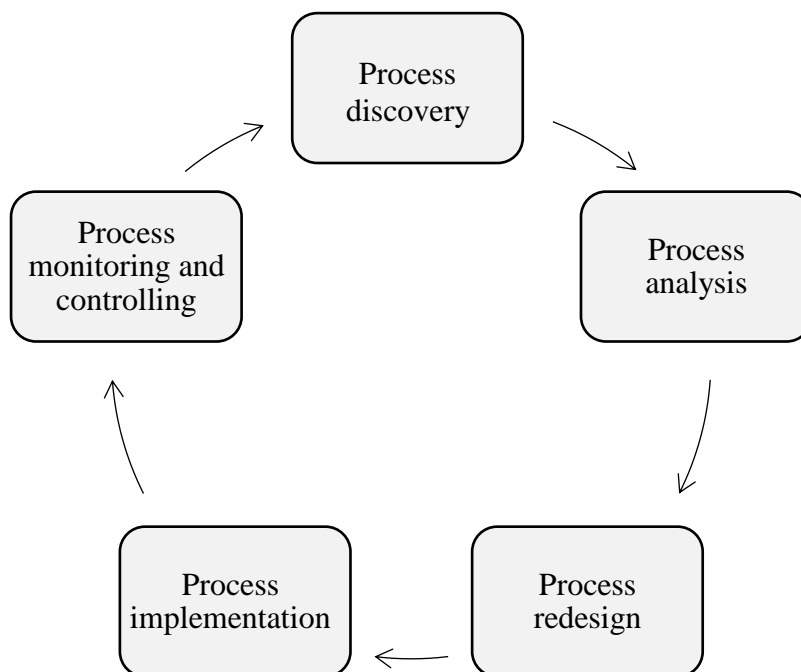 Process
discovery
Process
analysis
Process
redesign
Process
implementation
Process
monitoring and
controlling